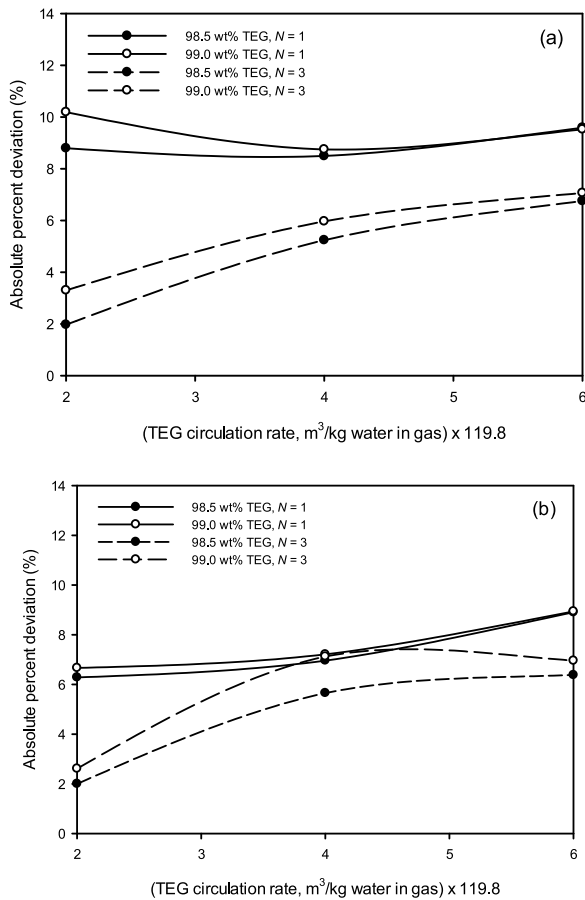 14
12
10
8
6
4
2
0
Absolute percent deviation (%)
98.5 wt% TEG, N = 1
99.0 wt% TEG, N = 1
98.5 wt% TEG, N = 3
99.0 wt% TEG, N = 3
(a)
2 3 4 5 6
(TEG circulation rate, m³/kg water in gas) x 119.8
14
12
10
8
6
4
2
0
Absolute percent deviation (%)
98.5 wt% TEG, N = 1
99.0 wt% TEG, N = 1
98.5 wt% TEG, N = 3
99.0 wt% TEG, N = 3
(b)
2 3 4 5 6
(TEG circulation rate, m³/kg water in gas) x 119.8